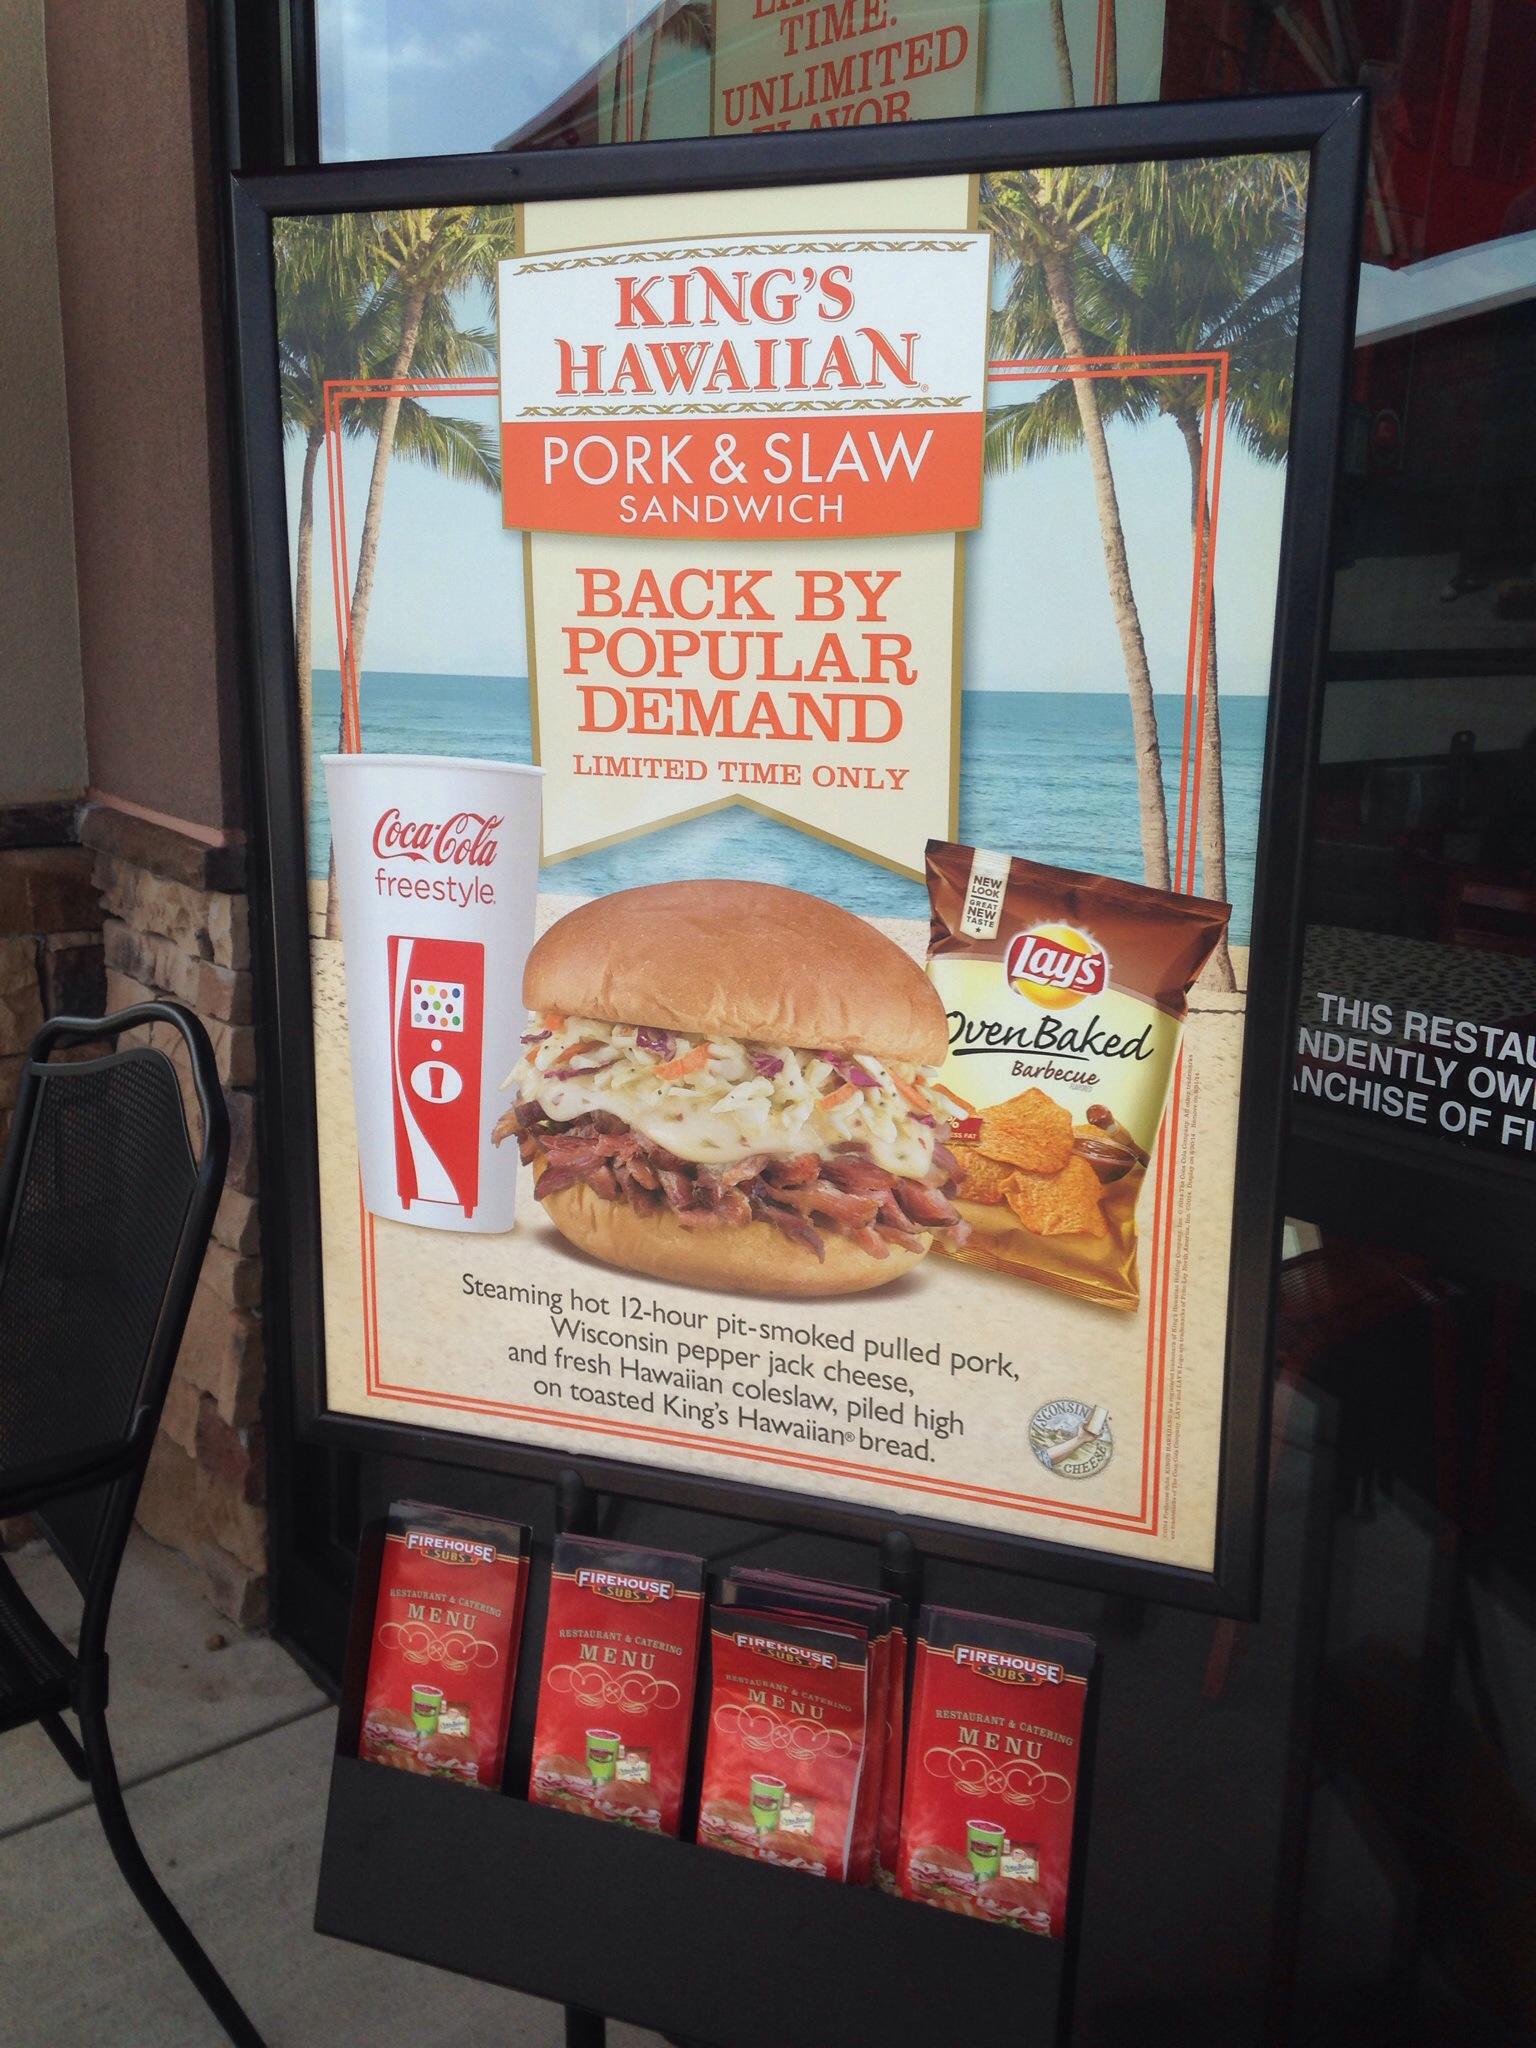 TIME.
UNLIMITED
FLAVOR.
KING'S
HAWAIIAN®
PORK & SLAW
SANDWICH
BACK BY
POPULAR
DEMAND
LIMITED TIME ONLY
Coca-Cola
freestyle
NEW
LOOK
GREAT
NEW
TASTE
Lay's
Oven Baked
Barbecue
THIS RESTAU
NDENTLY OW
ANCHISE OF FI
Steaming hot 12-hour pit-smoked pulled pork,
Wisconsin pepper jack cheese,
and fresh Hawaiian coleslaw, piled high
on toasted King's Hawaiian® bread.
WISCONSIN
CHEESE
FIREHOUSE
SUBS
RESTAURANT & CATERING
MENU
FIREHOUSE
SUBS
RESTAURANT & CATERING
MENU
FIREHOUSE
SUBS
RESTAURANT & CATERING
MENU
FIREHOUSE
SUBS
RESTAURANT & CATERING
MENU